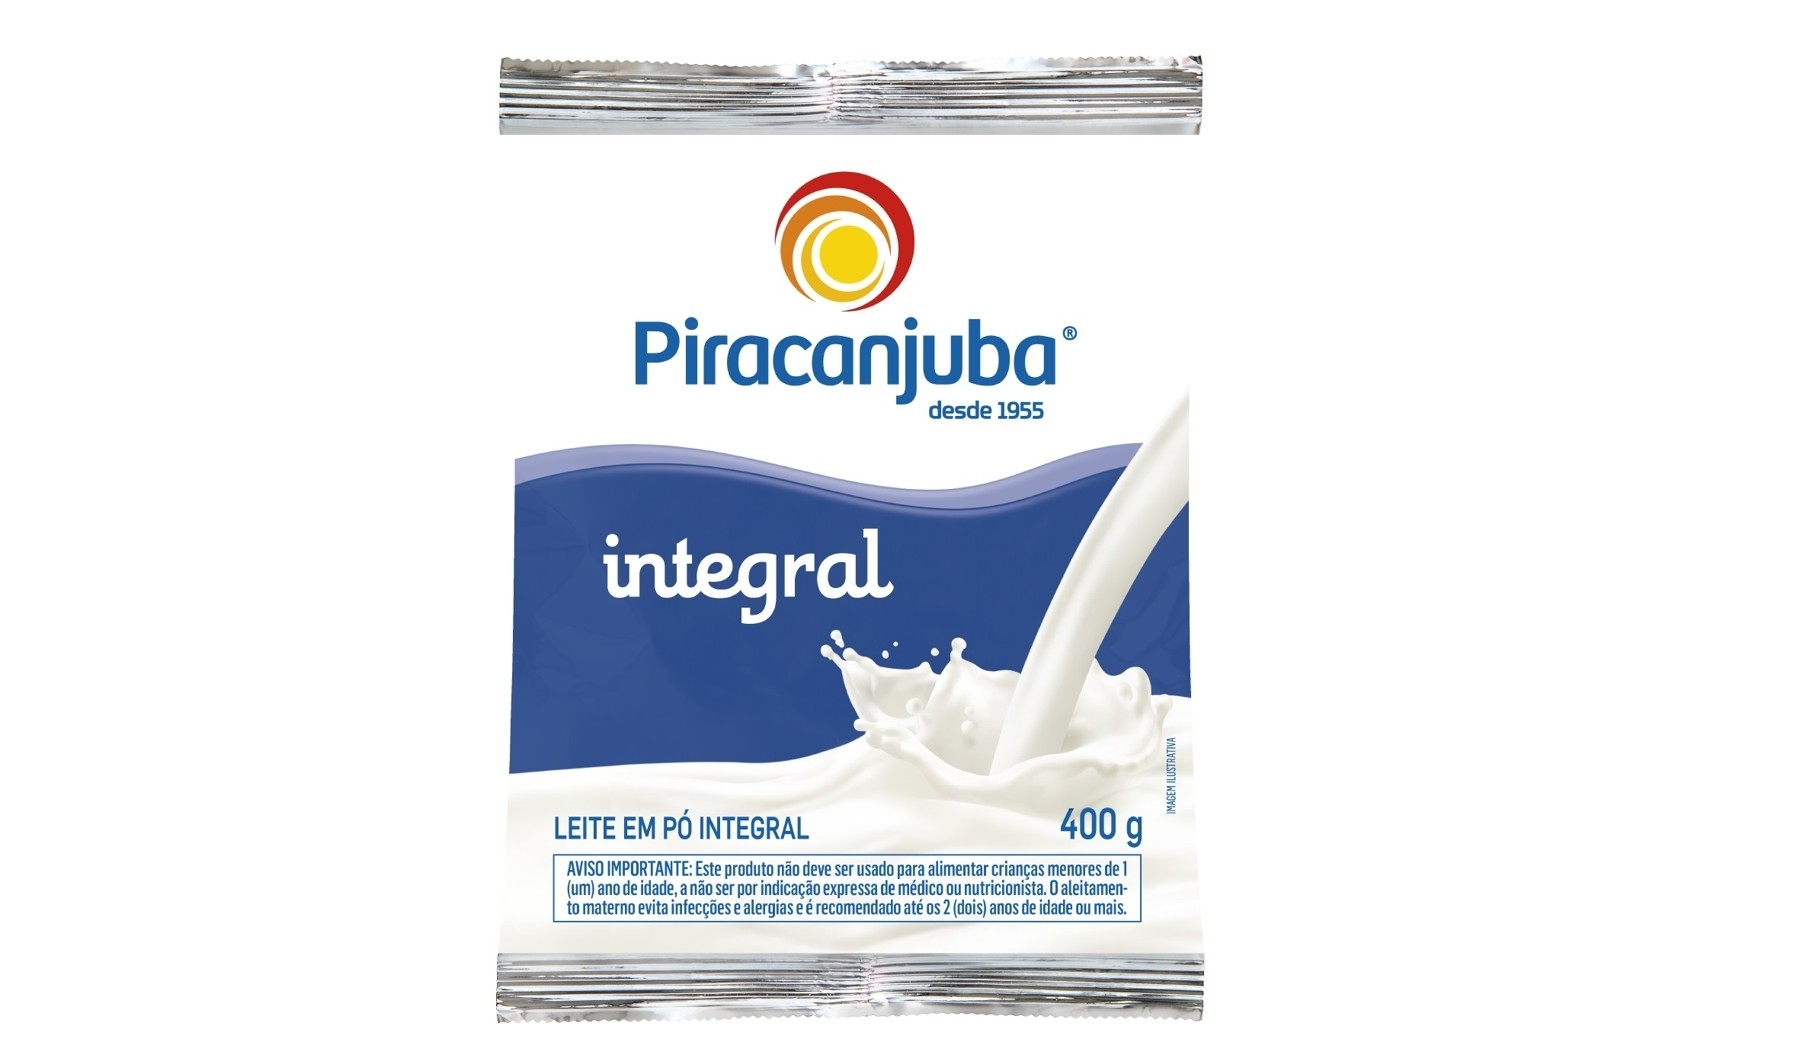 Piracanjuba®
desde 1955
integral
IMAGEM ILUSTRATIVA
LEITE EM PÓ INTEGRAL
400 g
AVISO IMPORTANTE: Este produto não deve ser usado para alimentar crianças menores de 1
(um) ano de idade, a não ser por indicação expressa de médico ou nutricionista. O aleitamen-
to materno evita infecções e alergias e é recomendado até os 2 (dois) anos de idade ou mais.